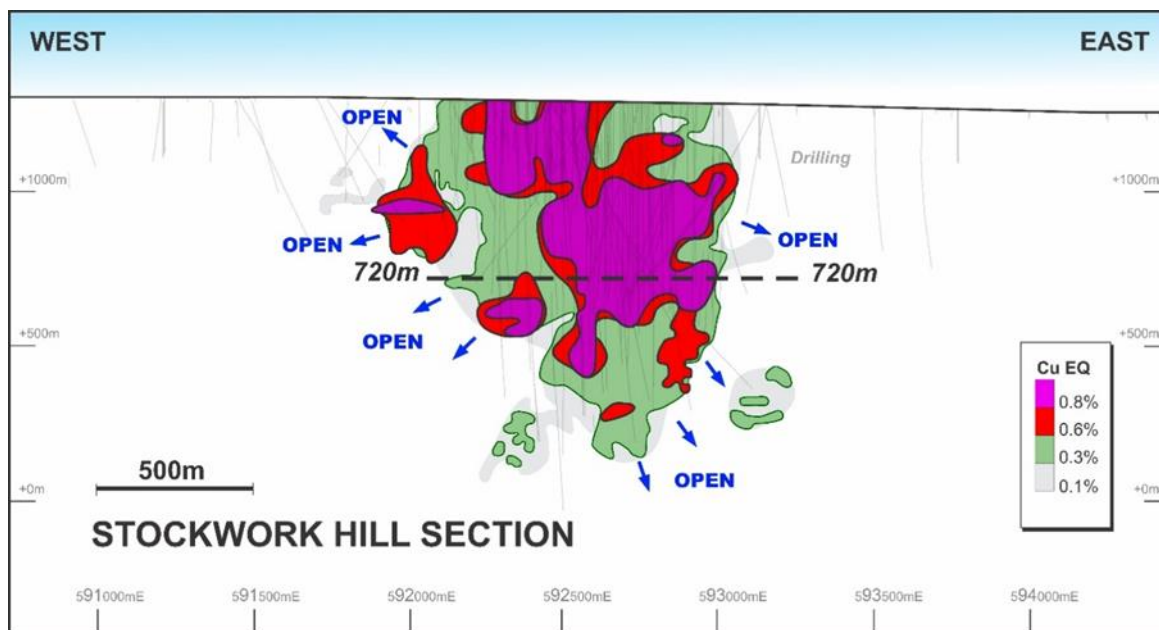 WEST
EAST
OPEN
Drilling
+1000m
+1000m
OPEN
OPEN
720m
720m
OPEN
+500m
+500m
Cu EQ
0.8%
0.6%
0.3%
0.1%
500m
OPEN
+0m
+0m
STOCKWORK HILL SECTION
591000mE
591500mE
592000mE
592500mE
593000mE
593500mE
594000mE